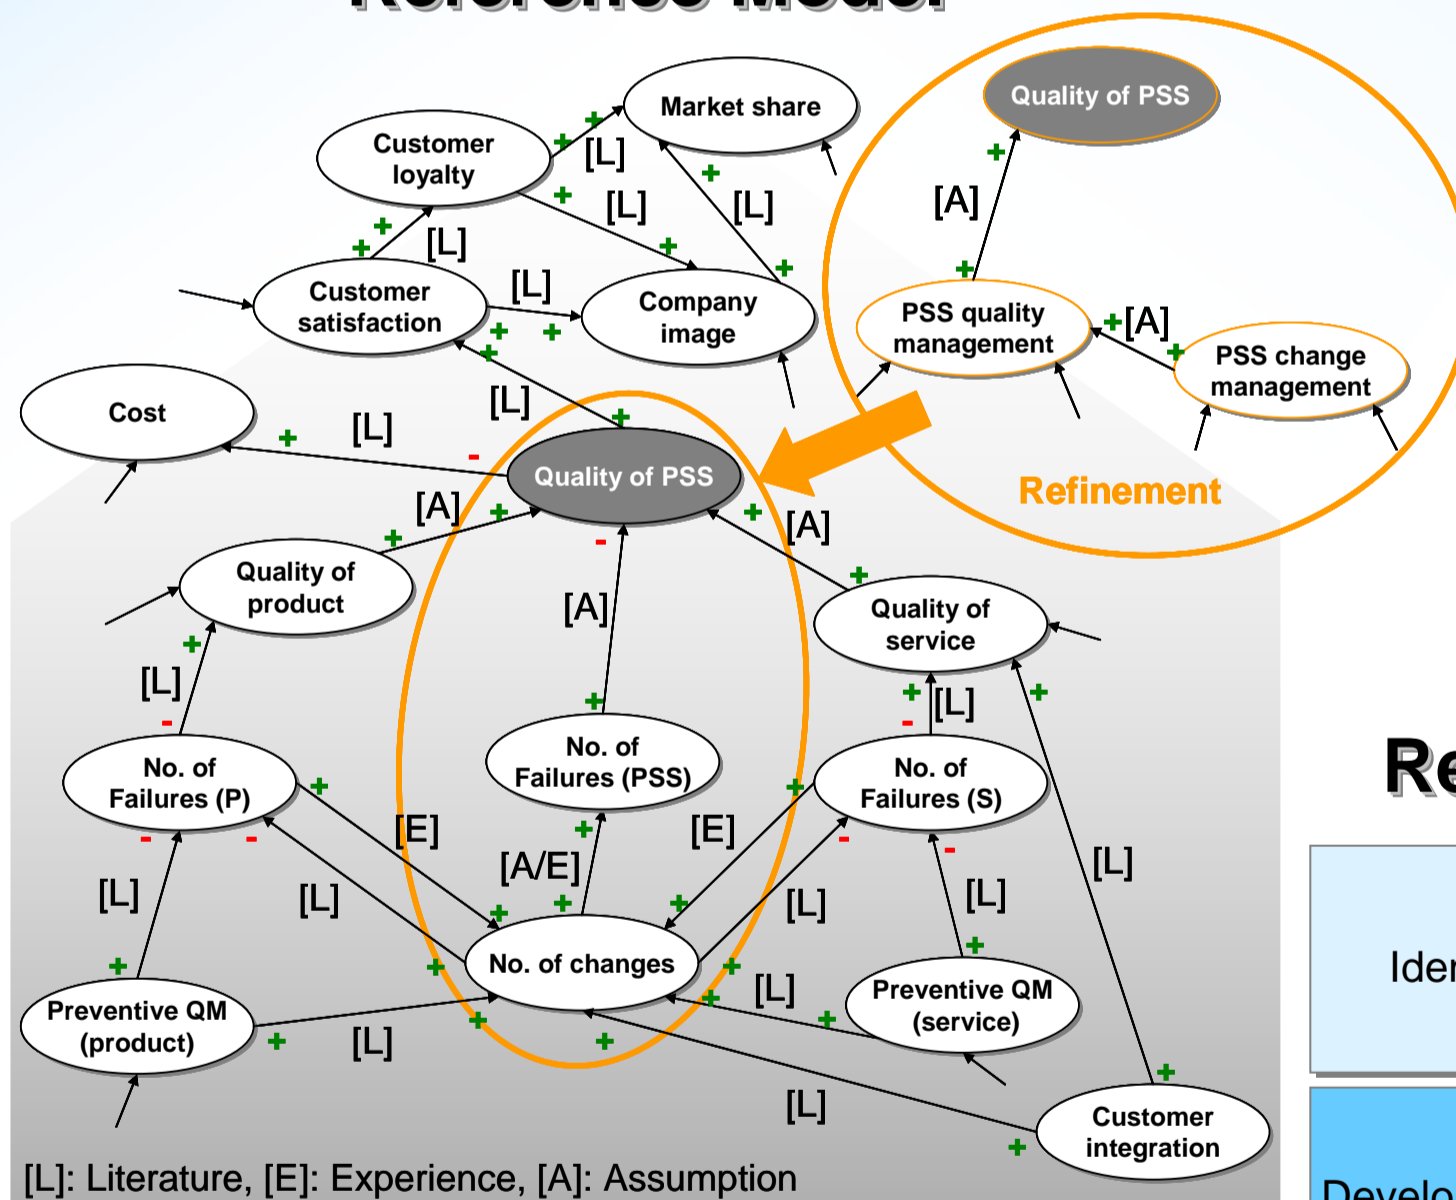 Reference Model
Market share
Quality of PSS
Customer
loyalty
+
+
[L]
+
+
[A]
+
[L]
+
[L]
+
+
[L]
+
+
+
Customer
satisfaction
[L]
Company
image
PSS quality
management
+
[A]
+
PSS change
management
+
+
+
Cost
[L]
+
+
[L]
-
Quality of PSS
Refinement
[A]
+
+
[A]
+
-
+
Quality of
product
[A]
Quality of
service
+
[L]
-
+
+
-
[L]
+
No. of
Failures (P)
No. of
Failures (PSS)
No. of
Failures (S)
+
+
-
-
[E]
+
[E]
-
-
[L]
[L]
[A/E]
[L]
[L]
[L]
+
+
+
+
+
+
No. of changes
+
Preventive QM
(product)
+
[L]
+
+
[L]
+
+
Preventive QM
(service)
+
[L]
+
Customer
integration
[L]: Literature, [E]: Experience, [A]: Assumption
Re
Iden
Develo